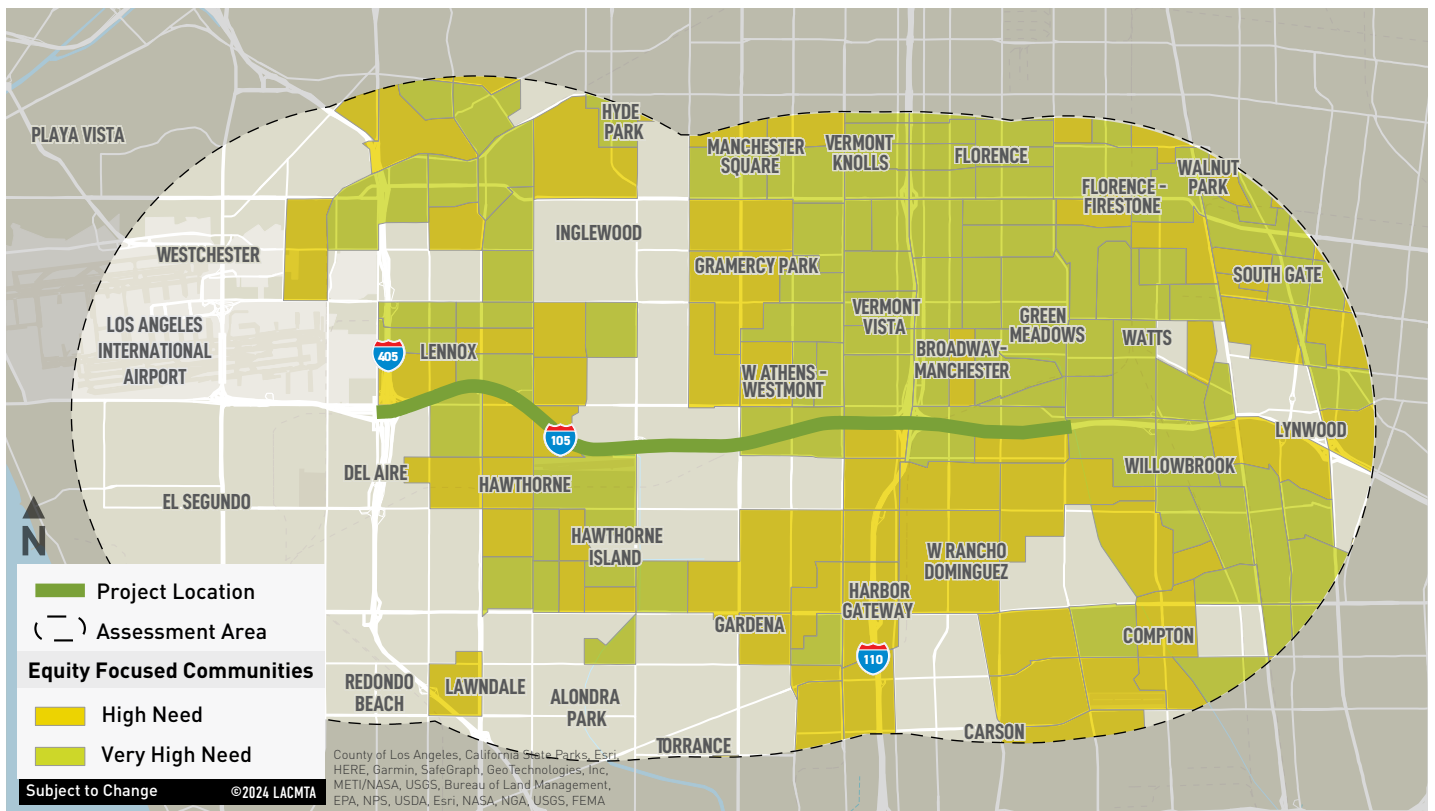 PLAYA VISTA
HYDE
PARK
MANCHESTER
SQUARE
VERMONT
KNOLLS
FLORENCE
WALNUT
PARK
FLORENCE -
FIRESTONE
WESTCHESTER
INGLEWOOD
GRAMERCY PARK
SOUTH GATE
LOS ANGELES
INTERNATIONAL
AIRPORT
405
LENNOX
VERMONT
VISTA
GREEN
MEADOWS
WATTS
BROADWAY-
MANCHESTER
W ATHENS -
WESTMONT
105
LYNWOOD
DEL AIRE
HAWTHORNE
WILLOWBROOK
EL SEGUNDO
N
HAWTHORNE
ISLAND
W RANCHO
DOMINGUEZ
HARBOR
GATEWAY
GARDENA
COMPTON
110
REDONDO
BEACH
LAWNDALE
ALONDRA
PARK
TORRANCE
CARSON
Project Location
Assessment Area
Equity Focused Communities
High Need
Very High Need
Subject to Change ©2024 LACMTA
County of Los Angeles, California State Parks, Esri,
HERE, Garmin, SafeGraph, GeoTechnologies, Inc,
METI/NASA, USGS, Bureau of Land Management,
EPA, NPS, USDA, Esri, NASA, NGA, USGS, FEMA